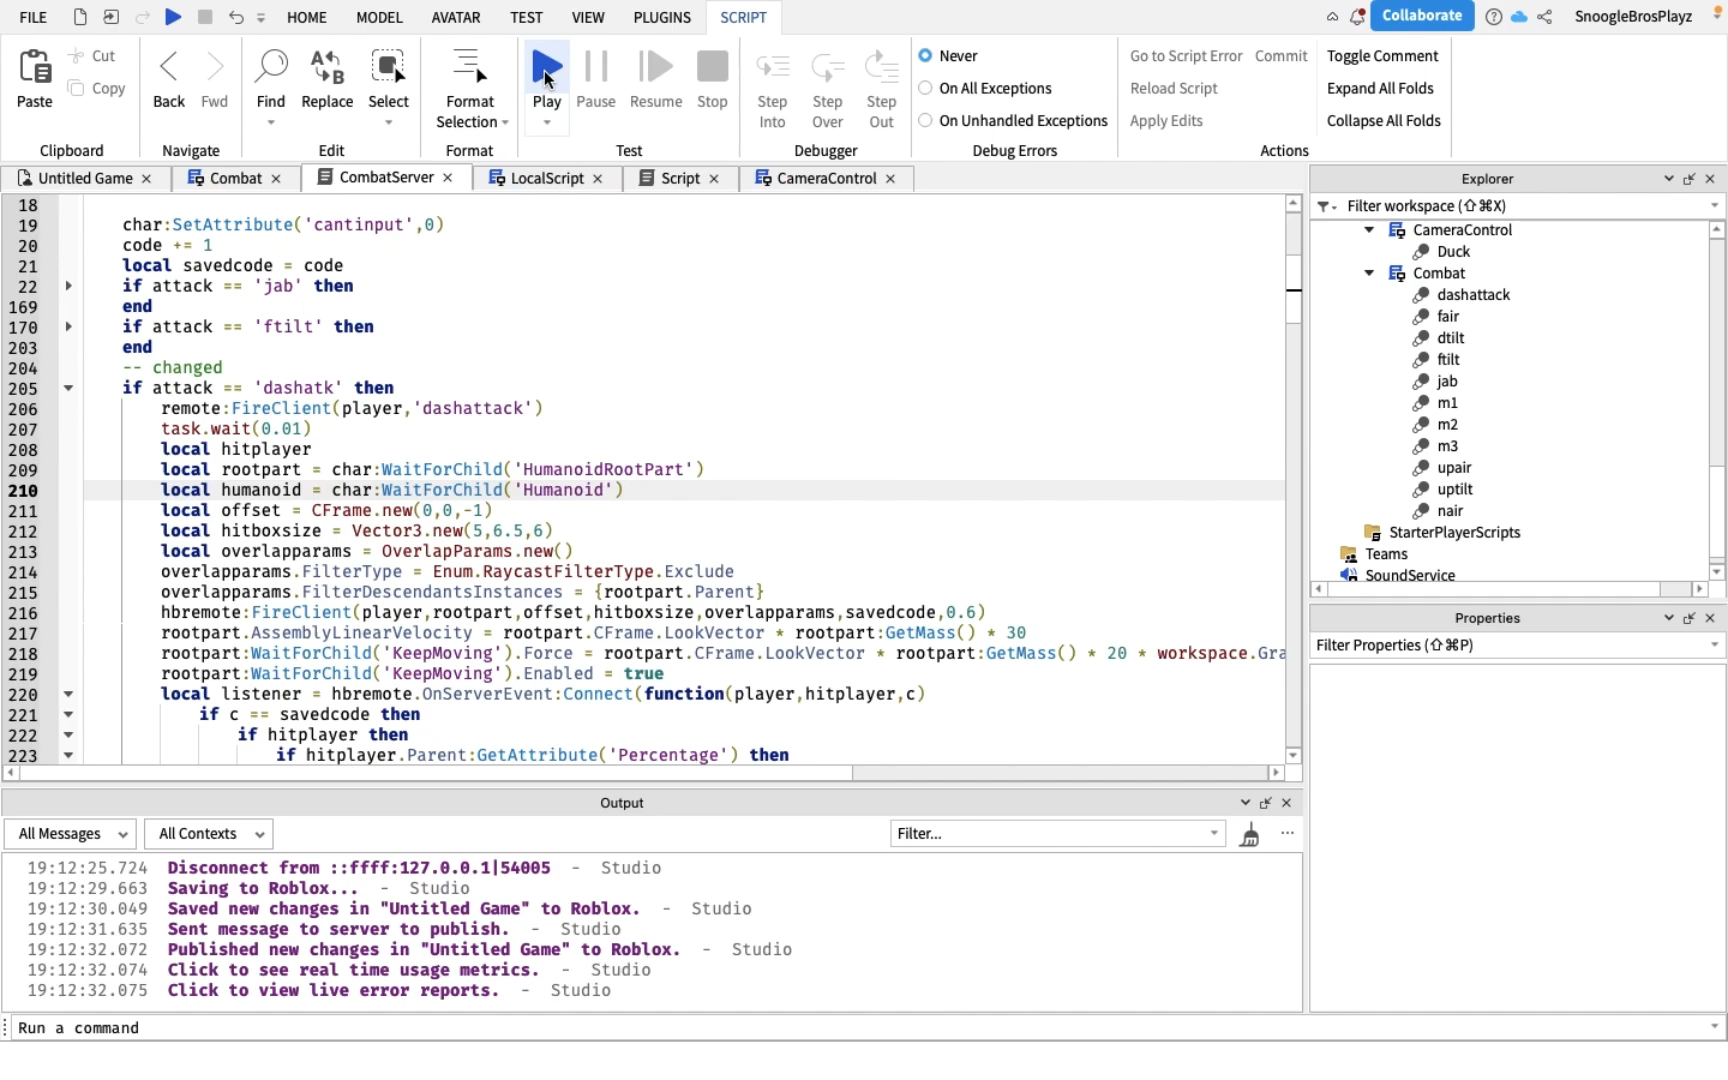 FILE HOME MODEL AVATAR TEST VIEW PLUGINS SCRIPT Collaborate SnoogleBrosPlayz
Paste Cut Copy Back Fwd Find Replace Select Format Selection Play Pause Resume Stop Step Into Step Over Step Out
Never
On All Exceptions
On Unhandled Exceptions
Go to Script Error Commit Toggle Comment
Reload Script Expand All Folds
Apply Edits Collapse All Folds
Clipboard Navigate Edit Format Test Debugger Debug Errors Actions
Untitled Game Combat CombatServer LocalScript Script CameraControl
18
19 char:SetAttribute('cantinput',0)
20 code += 1
21 local savedcode = code
22 if attack == 'jab' then
169 end
170 if attack == 'ftilt' then
203 end
204 -- changed
205 if attack == 'dashatk' then
206 remote:FireClient(player,'dashattack')
207 task.wait(0.01)
208 local hitplayer
209 local rootpart = char:WaitForChild('HumanoidRootPart')
210 local humanoid = char:WaitForChild('Humanoid')
211 local offset = CFrame.new(0,0,-1)
212 local hitboxsize = Vector3.new(5,6.5,6)
213 local overlapparams = OverlapParams.new()
214 overlapparams.FilterType = Enum.RaycastFilterType.Exclude
215 overlapparams.FilterDescendantsInstances = {rootpart.Parent}
216 hbremote:FireClient(player,rootpart,offset,hitboxsize,overlapparams,savedcode,0.6)
217 rootpart.AssemblyLinearVelocity = rootpart.CFrame.LookVector * rootpart:GetMass() * 30
218 rootpart:WaitForChild('KeepMoving').Force = rootpart.CFrame.LookVector * rootpart:GetMass() * 20 * workspace.Gra
219 rootpart:WaitForChild('KeepMoving').Enabled = true
220 local listener = hbremote.OnServerEvent:Connect(function(player,hitplayer,c)
221 if c == savedcode then
222 if hitplayer then
223 if hitplayer.Parent:GetAttribute('Percentage') then
Explorer
Filter workspace (⇧⌘X)
CameraControl
Duck
Combat
dashattack
fair
dtilt
ftilt
jab
m1
m2
m3
upair
uptilt
nair
StarterPlayerScripts
Teams
SoundService
Properties
Filter Properties (⇧⌘P)
Output
All Messages All Contexts Filter...
19:12:25.724 Disconnect from ::ffff:127.0.0.1|54005 - Studio
19:12:29.663 Saving to Roblox... - Studio
19:12:30.049 Saved new changes in "Untitled Game" to Roblox. - Studio
19:12:31.635 Sent message to server to publish. - Studio
19:12:32.072 Published new changes in "Untitled Game" to Roblox. - Studio
19:12:32.074 Click to see real time usage metrics. - Studio
19:12:32.075 Click to view live error reports. - Studio
Run a command